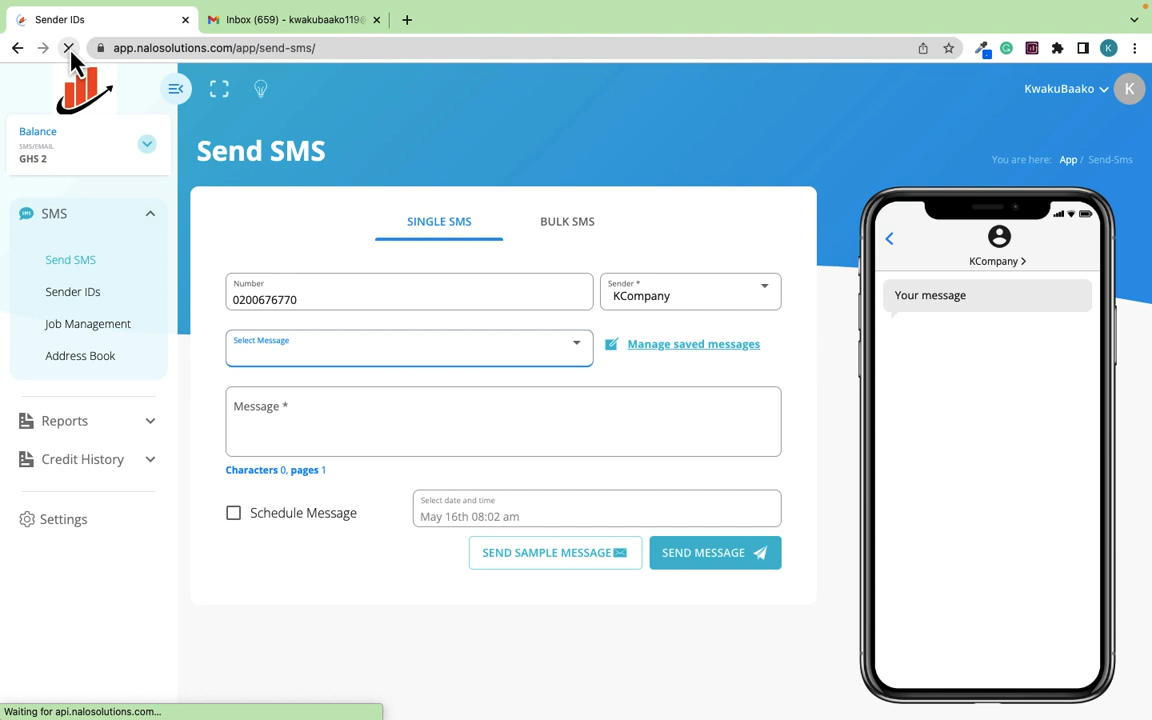 Sender IDs
Inbox (659) - kwakubaako119@
app.nalosolutions.com/app/send-sms/
K
KwakuBaako
K
Balance
SMS/EMAIL
GHS 2
Send SMS
You are here: App / Send-Sms
SMS
Send SMS
Sender IDs
Job Management
Address Book
Reports
Credit History
Settings
SINGLE SMS
BULK SMS
Number
0200676770
Sender *
KCompany
Select Message
Manage saved messages
Message *
Characters 0, pages 1
Schedule Message
Select date and time
May 16th 08:02 am
SEND SAMPLE MESSAGE
SEND MESSAGE
KCompany
Your message
Waiting for api.nalosolutions.com...